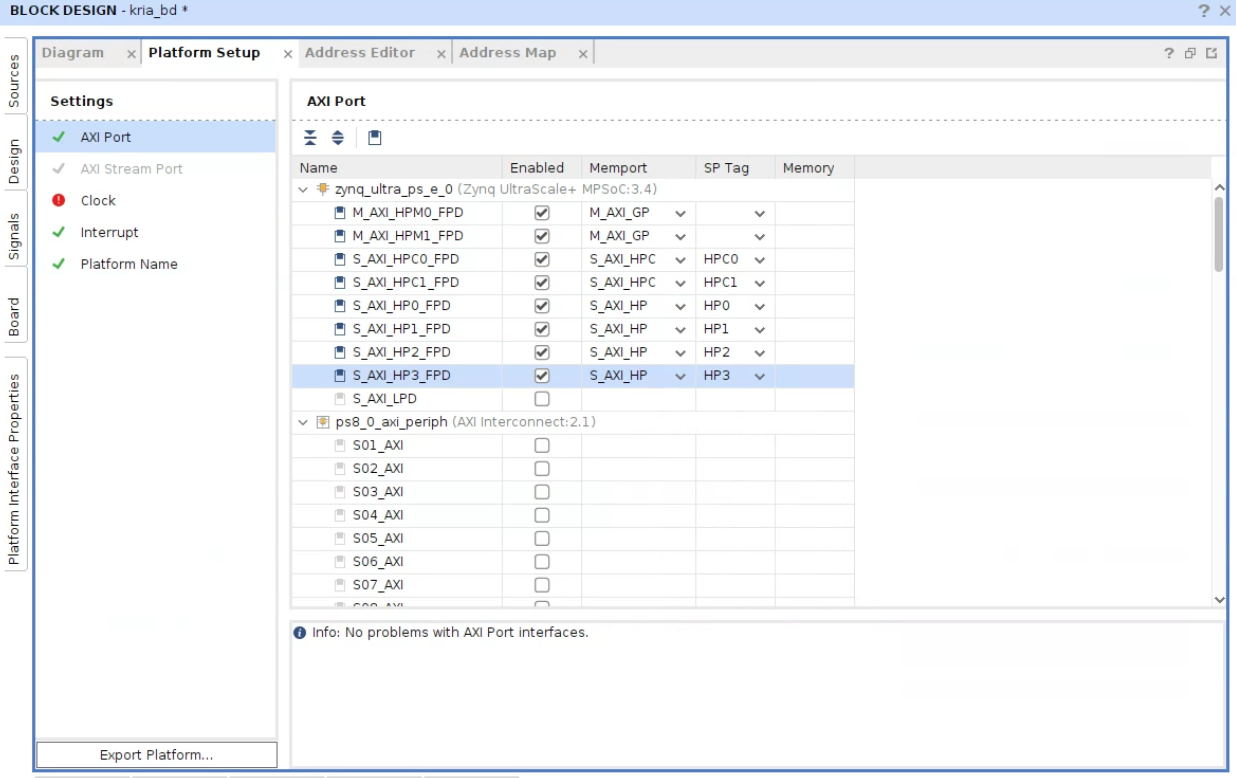 BLOCK DESIGN - kria_bd *
? ×
Diagram × Platform Setup × Address Editor × Address Map ×
?
Sources
Design
Signals
Board
Platform Interface Properties
Settings
AXI Port
AXI Stream Port
Clock
Interrupt
Platform Name
Export Platform...
AXI Port
Name Enabled Memport SP Tag Memory
zynq_ultra_ps_e_0 (Zynq UltraScale+ MPSoC:3.4)
M_AXI_HPM0_FPD M_AXI_GP
M_AXI_HPM1_FPD M_AXI_GP
S_AXI_HPC0_FPD S_AXI_HPC HPC0
S_AXI_HPC1_FPD S_AXI_HPC HPC1
S_AXI_HP0_FPD S_AXI_HP HP0
S_AXI_HP1_FPD S_AXI_HP HP1
S_AXI_HP2_FPD S_AXI_HP HP2
S_AXI_HP3_FPD S_AXI_HP HP3
S_AXI_LPD
ps8_0_axi_periph (AXI Interconnect:2.1)
S01_AXI
S02_AXI
S03_AXI
S04_AXI
S05_AXI
S06_AXI
S07_AXI
Info: No problems with AXI Port interfaces.